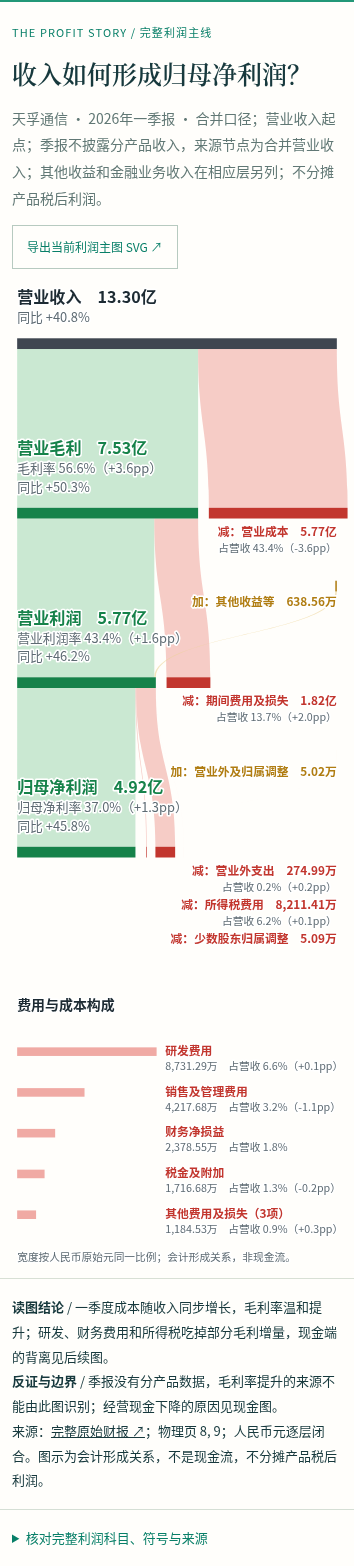 THE PROFIT STORY / 完整利润主线
收入如何形成归母净利润？
天孚通信 · 2026年一季报 · 合并口径；营业收入起
点；季报不披露分产品收入，来源节点为合并营业收
入；其他收益和金融业务收入在相应层另列；不分摊
产品税后利润。
导出当前利润主图 SVG ↗
营业收入 13.30亿
同比 +40.8%
营业毛利 7.53亿
毛利率 56.6%（+3.6pp）
同比 +50.3%
减：营业成本 5.77亿
占营收 43.4%（-3.6pp）
加：其他收益等 638.56万
营业利润 5.77亿
营业利润率 43.4%（+1.6pp）
同比 +46.2%
减：期间费用及损失 1.82亿
占营收 13.7%（+2.0pp）
加：营业外及归属调整 5.02万
归母净利润 4.92亿
归母净利率 37.0%（+1.3pp）
同比 +45.8%
减：营业外支出 274.99万
占营收 0.2%（+0.2pp）
减：所得税费用 8,211.41万
占营收 6.2%（+0.1pp）
减：少数股东归属调整 5.09万
费用与成本构成
研发费用
8,731.29万 占营收 6.6%（+0.1pp）
销售及管理费用
4,217.68万 占营收 3.2%（-1.1pp）
财务净损益
2,378.55万 占营收 1.8%
税金及附加
1,716.68万 占营收 1.3%（-0.2pp）
其他费用及损失（3项）
1,184.53万 占营收 0.9%（+0.3pp）
宽度按人民币原始元同一比例；会计形成关系，非现金流。
读图结论 / 一季度成本随收入同步增长，毛利率温和提
升；研发、财务费用和所得税吃掉部分毛利增量，现金端
的背离见后续图。
反证与边界 / 季报没有分产品数据，毛利率提升的来源不
能由此图识别；经营现金下降的原因见现金图。
来源：完整原始财报 ↗；物理页 8, 9；人民币元逐层闭
合。图示为会计形成关系，不是现金流，不分摊产品税后
利润。
▶ 核对完整利润科目、符号与来源